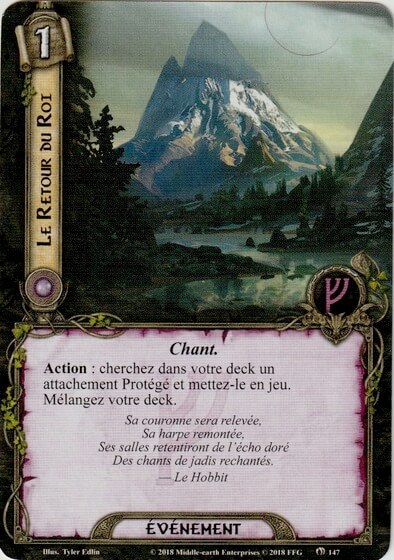 1
LE RETOUR DU ROI
Chant.
Action : cherchez dans votre deck un
attachement Protégé et mettez-le en jeu.
Mélangez votre deck.
Sa couronne sera relevée,
Sa harpe remontée,
Ses salles retentiront de l'écho doré
Des chants de jadis rechantés.
— Le Hobbit
ÉVÉNEMENT
Illus. Tyler Edlin
© 2018 Middle-earth Enterprises © 2018 FFG
147